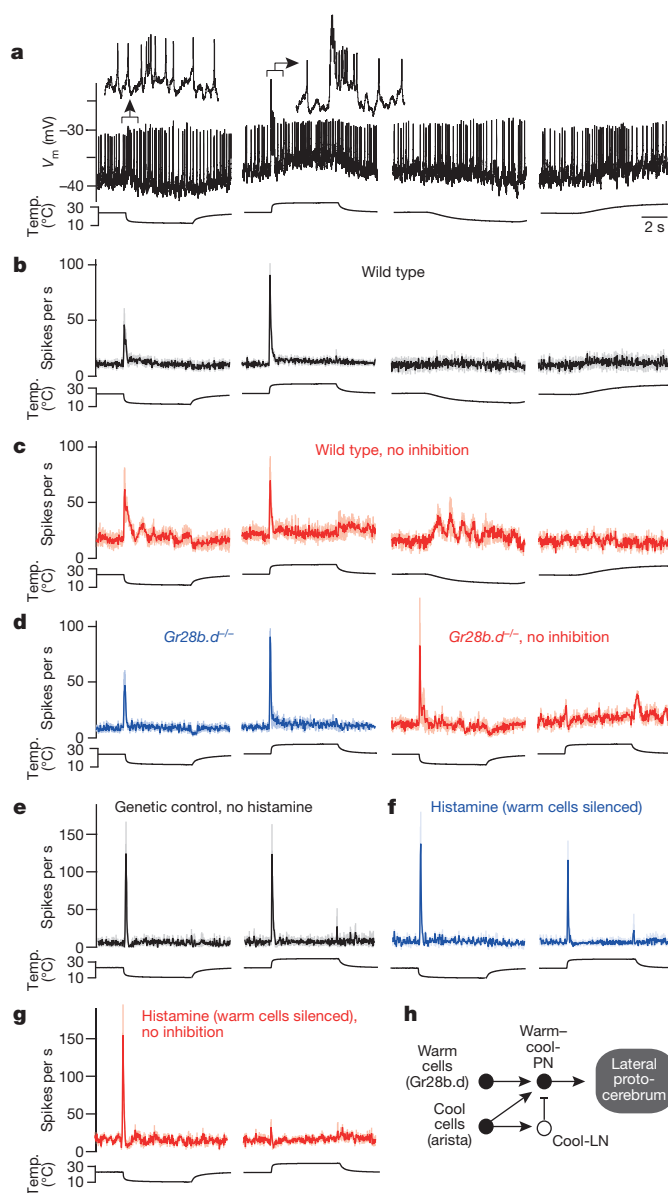 a
−30
−40
Vm (mV)
Temp. (°C)
30
10
2 s
b
Wild type
100
50
0
Spikes per s
Temp. (°C)
30
10
c
Wild type, no inhibition
100
50
0
Spikes per s
Temp. (°C)
30
10
d
Gr28b.d−/−
Gr28b.d−/−, no inhibition
100
50
0
Spikes per s
Temp. (°C)
30
10
e
Genetic control, no histamine
150
100
50
0
Spikes per s
Temp. (°C)
30
10
f
Histamine (warm cells silenced)
g
Histamine (warm cells silenced),
no inhibition
150
100
50
0
Spikes per s
Temp. (°C)
30
10
h
Warm
cells
(Gr28b.d)
Warm–
cool-
PN
Lateral
proto-
cerebrum
Cool
cells
(arista)
Cool-LN